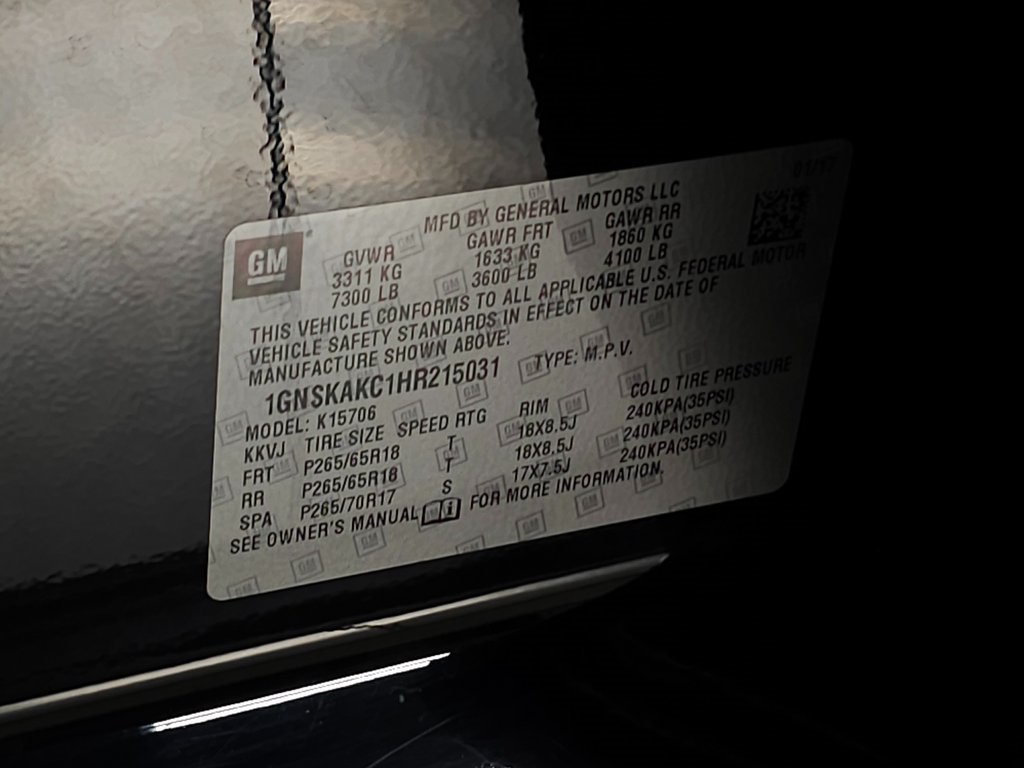 01/17
MFD BY GENERAL MOTORS LLC
GM
GVWR GAWR FRT GAWR RR
3311 KG 1633 KG 1860 KG
7300 LB 3600 LB 4100 LB
THIS VEHICLE CONFORMS TO ALL APPLICABLE U.S. FEDERAL MOTOR
VEHICLE SAFETY STANDARDS IN EFFECT ON THE DATE OF
MANUFACTURE SHOWN ABOVE.
1GNSKAKC1HR215031 TYPE: M.P.V.
MODEL: K15706
KKVJ TIRE SIZE SPEED RTG RIM COLD TIRE PRESSURE
FRT P265/65R18 T 18X8.5J 240KPA(35PSI)
RR P265/65R18 T 18X8.5J 240KPA(35PSI)
SPA P265/70R17 S 17X7.5J 240KPA(35PSI)
SEE OWNER'S MANUAL FOR MORE INFORMATION.